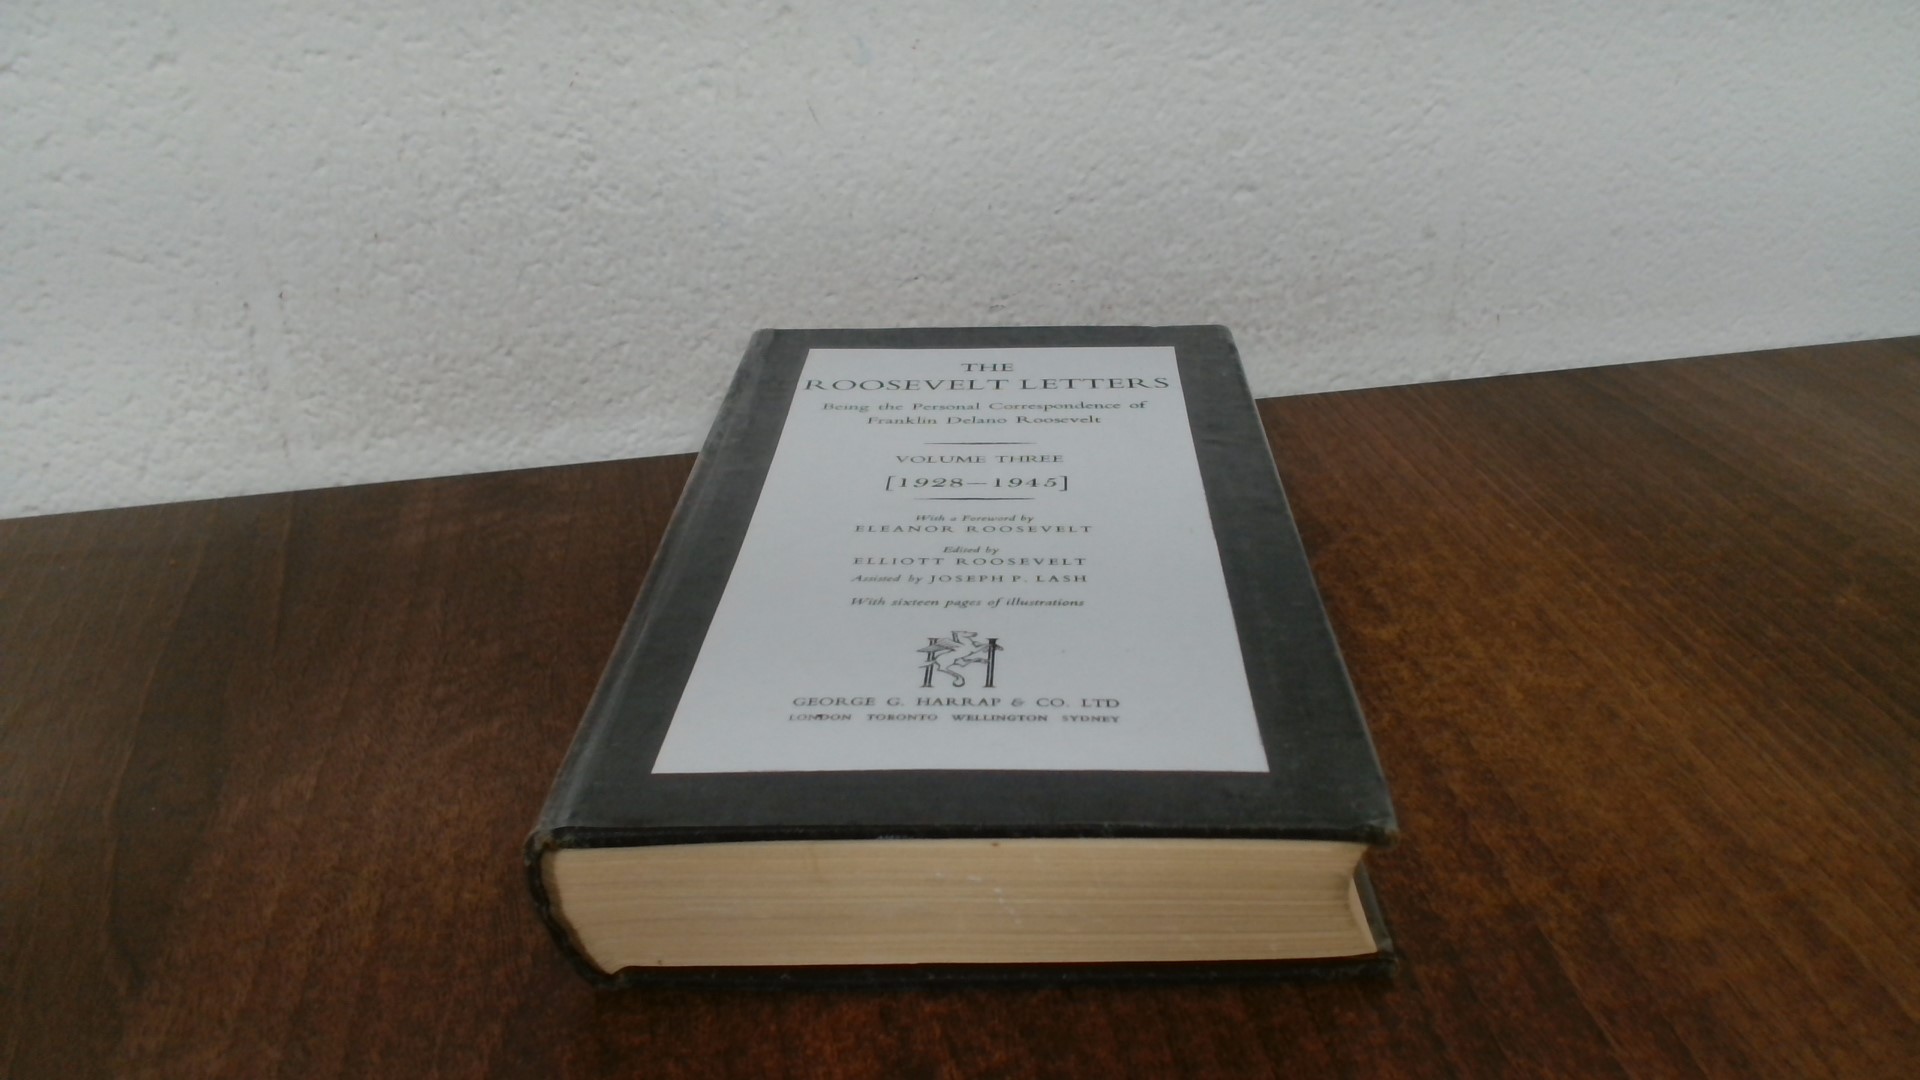 THE
ROOSEVELT LETTERS
Being the Personal Correspondence of
Franklin Delano Roosevelt
VOLUME THREE
[1928–1945]
With a Foreword by
ELEANOR ROOSEVELT
Edited by
ELLIOTT ROOSEVELT
Assisted by JOSEPH P. LASH
With sixteen pages of illustrations
H
GEORGE G. HARRAP & CO. LTD
LONDON TORONTO WELLINGTON SYDNEY